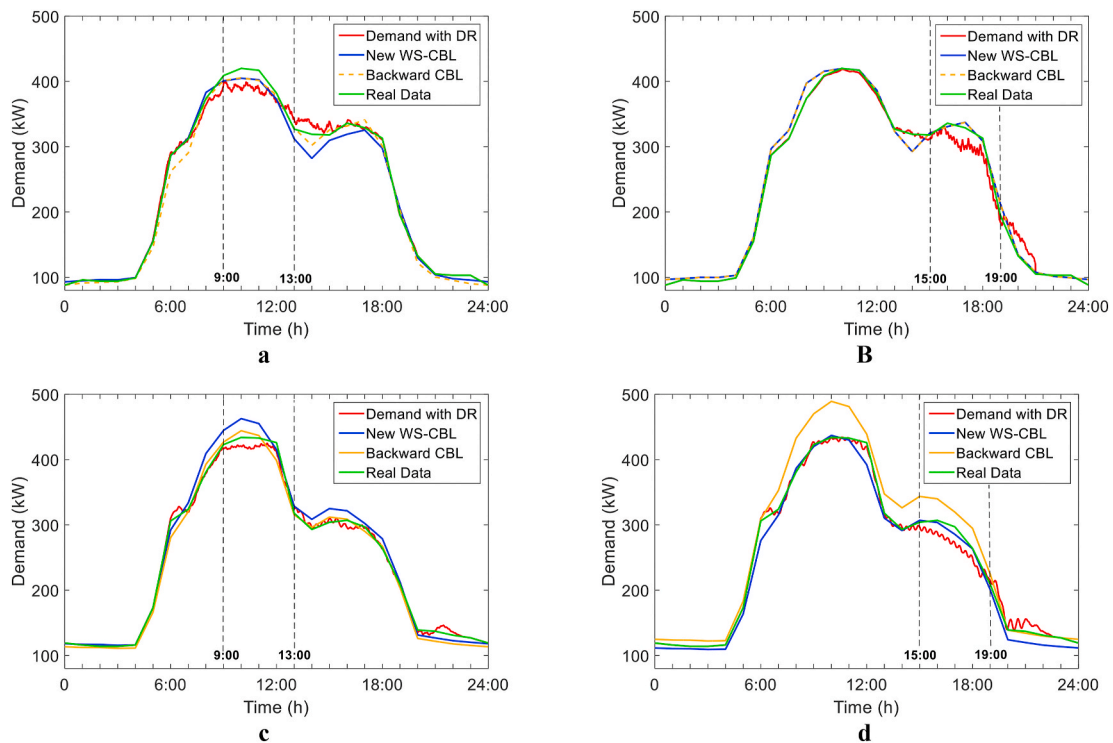 500
400
300
200
100
Demand (kW)
Demand with DR
New WS-CBL
Backward CBL
Real Data
9:00
13:00
0
6:00
12:00
18:00
24:00
Time (h)
a
500
400
300
200
100
Demand (kW)
Demand with DR
New WS-CBL
Backward CBL
Real Data
15:00
19:00
0
6:00
12:00
18:00
24:00
Time (h)
B
500
400
300
200
100
Demand (kW)
Demand with DR
New WS-CBL
Backward CBL
Real Data
9:00
13:00
0
6:00
12:00
18:00
24:00
Time (h)
c
500
400
300
200
100
Demand (kW)
Demand with DR
New WS-CBL
Backward CBL
Real Data
15:00
19:00
0
6:00
12:00
18:00
24:00
Time (h)
d